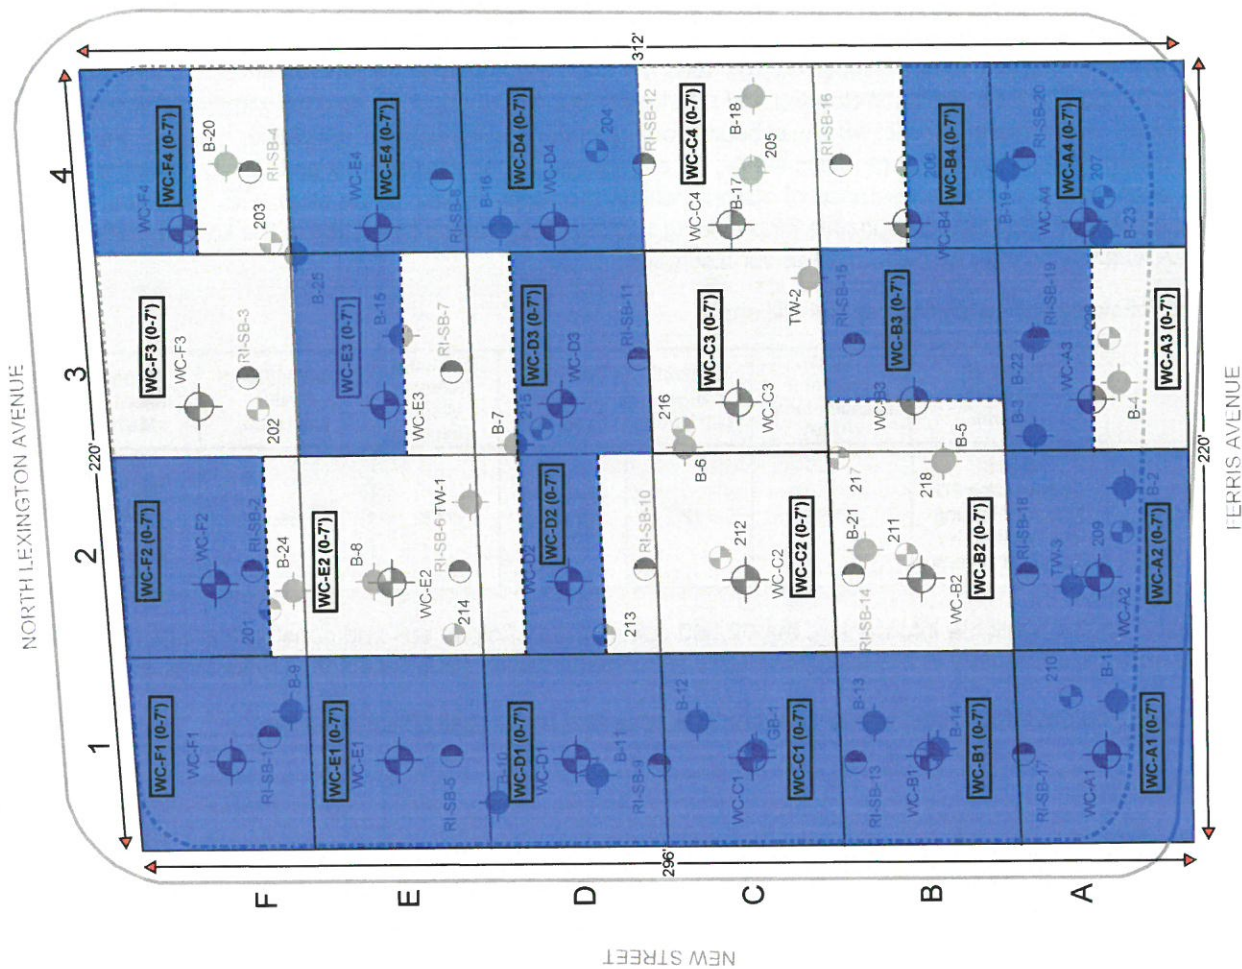 NORTH LEXINGTON AVENUE
220'
312'
1
2
3
4
WC-F1 (0-7')
WC-F2 (0-7')
WC-F3 (0-7')
WC-F4 (0-7')
WC-F1
WC-F2
WC-F3
WC-F4
RI-SB-1
RI-SB-2
RI-SB-3
RI-SB-4
B-9
201
B-24
202
203
B-20
B-25
F
WC-E1 (0-7')
WC-E2 (0-7')
WC-E3 (0-7')
WC-E4 (0-7')
WC-E1
B-8
WC-E2
B-15
WC-E3
WC-E4
RI-SB-5
RI-SB-6
TW-1
214
RI-SB-7
RI-SB-8
E
B-10
B-7
215
B-16
WC-D1 (0-7')
WC-D2 (0-7')
WC-D3 (0-7')
WC-D4 (0-7')
WC-D1
WC-D2
WC-D3
WC-D4
B-11
213
204
RI-SB-9
RI-SB-10
RI-SB-11
RI-SB-12
D
296'
B-12
212
216
B-6
WC-C3 (0-7')
WC-C4 (0-7')
WC-C1
GB-1
WC-C2
WC-C3
WC-C4
B-17
205
B-18
WC-C1 (0-7')
WC-C2 (0-7')
TW-2
C
RI-SB-13
B-13
RI-SB-14
B-21
217
RI-SB-15
RI-SB-16
WC-B3 (0-7')
WC-B4 (0-7')
211
218
B-5
WC-B3
206
WC-B4
WC-B1
B-14
WC-B2
WC-B1 (0-7')
WC-B2 (0-7')
B
RI-SB-17
RI-SB-18
B-3
B-22
RI-SB-19
B-19
RI-SB-20
210
TW-3
WC-A3
WC-A4
207
WC-A1
B-1
WC-A2
209
B-2
B-4
B-23
WC-A1 (0-7')
WC-A2 (0-7')
WC-A3 (0-7')
WC-A4 (0-7')
A
220'
FERRIS AVENUE
NEW STREET